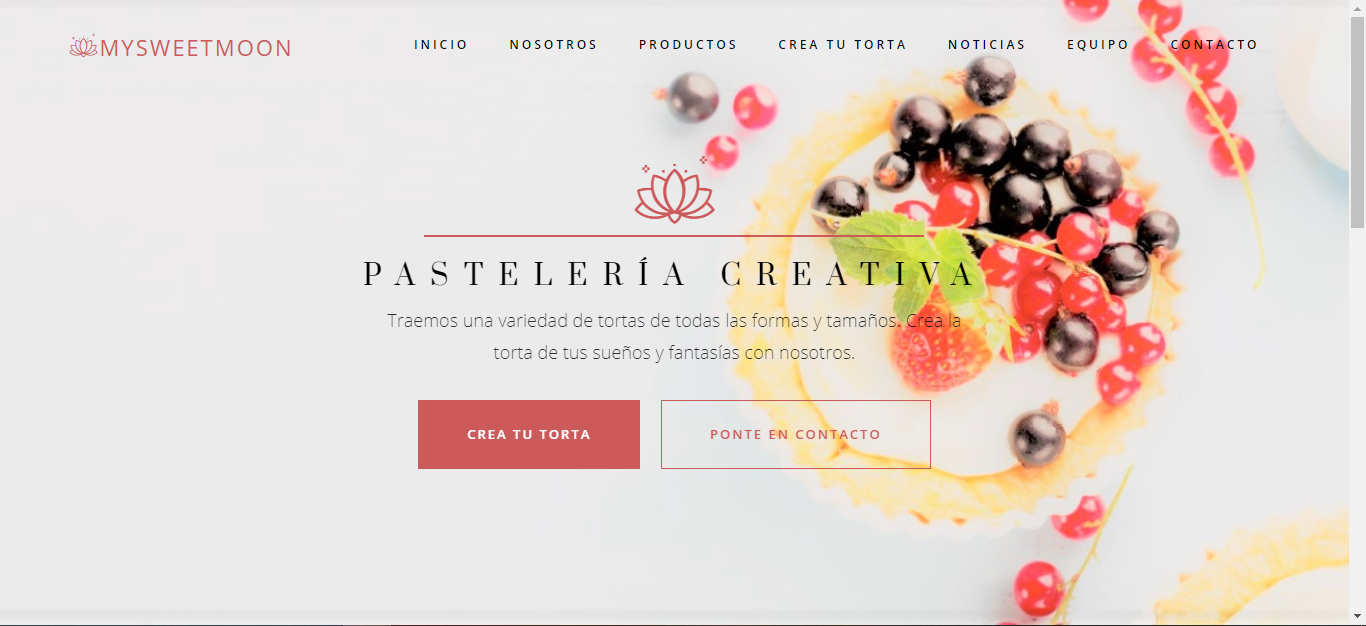 MYSWEETMOON
INICIO NOSOTROS PRODUCTOS CREA TU TORTA NOTICIAS EQUIPO CONTACTO
PASTELERÍA CREATIVA
Traemos una variedad de tortas de todas las formas y tamaños. Crea la
torta de tus sueños y fantasías con nosotros.
CREA TU TORTA
PONTE EN CONTACTO